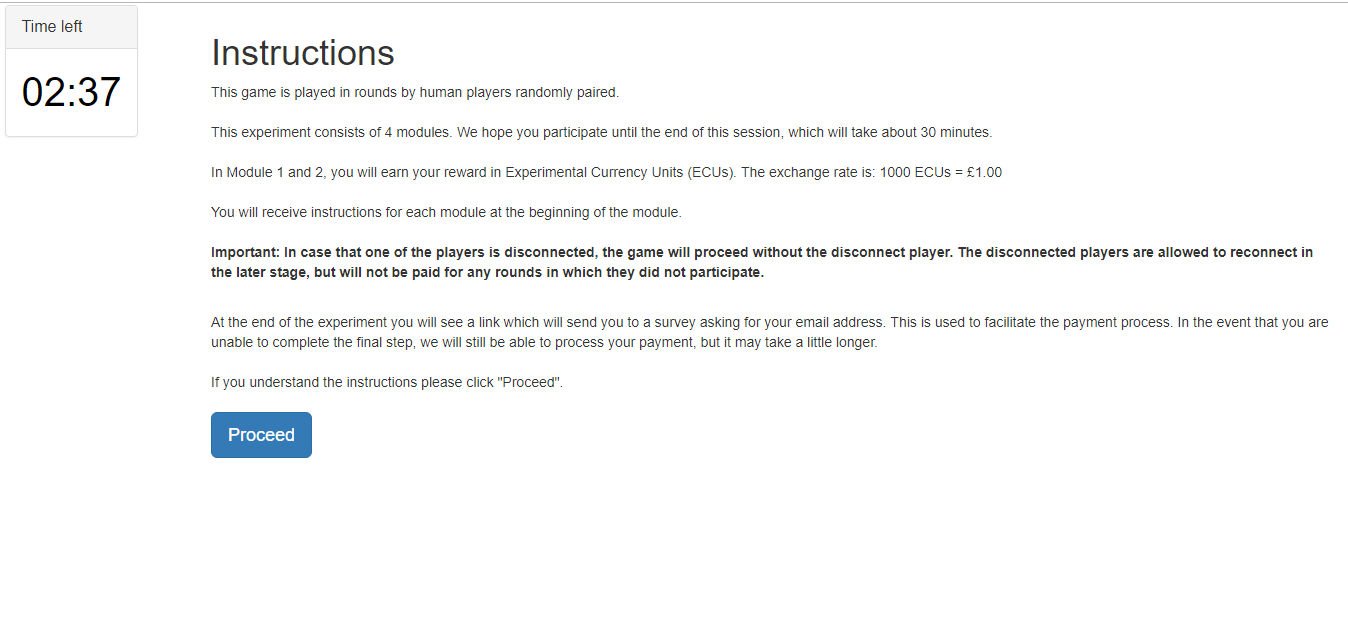 Time left
02:37
Instructions
This game is played in rounds by human players randomly paired.
This experiment consists of 4 modules. We hope you participate until the end of this session, which will take about 30 minutes.
In Module 1 and 2, you will earn your reward in Experimental Currency Units (ECUs). The exchange rate is: 1000 ECUs = £1.00
You will receive instructions for each module at the beginning of the module.
Important: In case that one of the players is disconnected, the game will proceed without the disconnect player. The disconnected players are allowed to reconnect in
the later stage, but will not be paid for any rounds in which they did not participate.
At the end of the experiment you will see a link which will send you to a survey asking for your email address. This is used to facilitate the payment process. In the event that you are
unable to complete the final step, we will still be able to process your payment, but it may take a little longer.
If you understand the instructions please click "Proceed".
Proceed